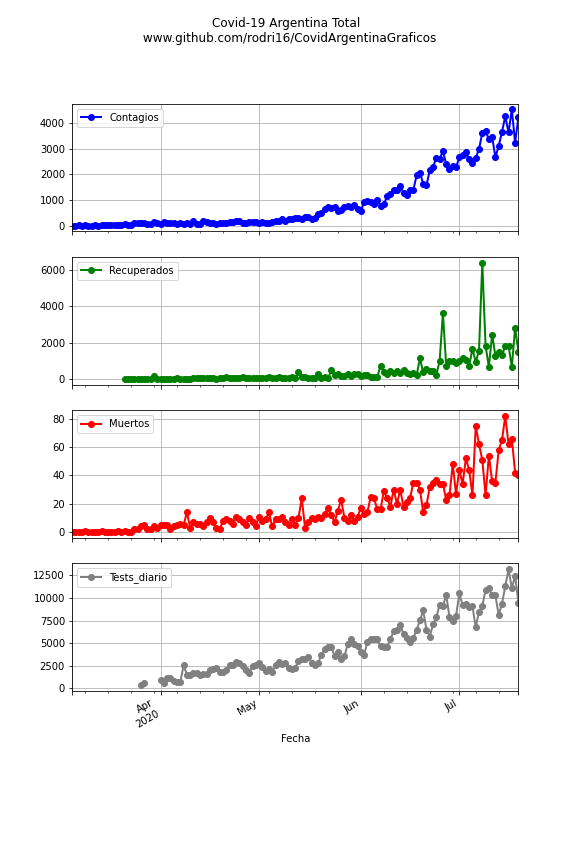 Covid-19 Argentina Total
www.github.com/rodri16/CovidArgentinaGraficos
Contagios
4000
3000
2000
1000
0
Recuperados
6000
4000
2000
0
Muertos
80
60
40
20
0
Tests_diario
12500
10000
7500
5000
2500
0
Apr
2020
May
Jun
Jul
Fecha